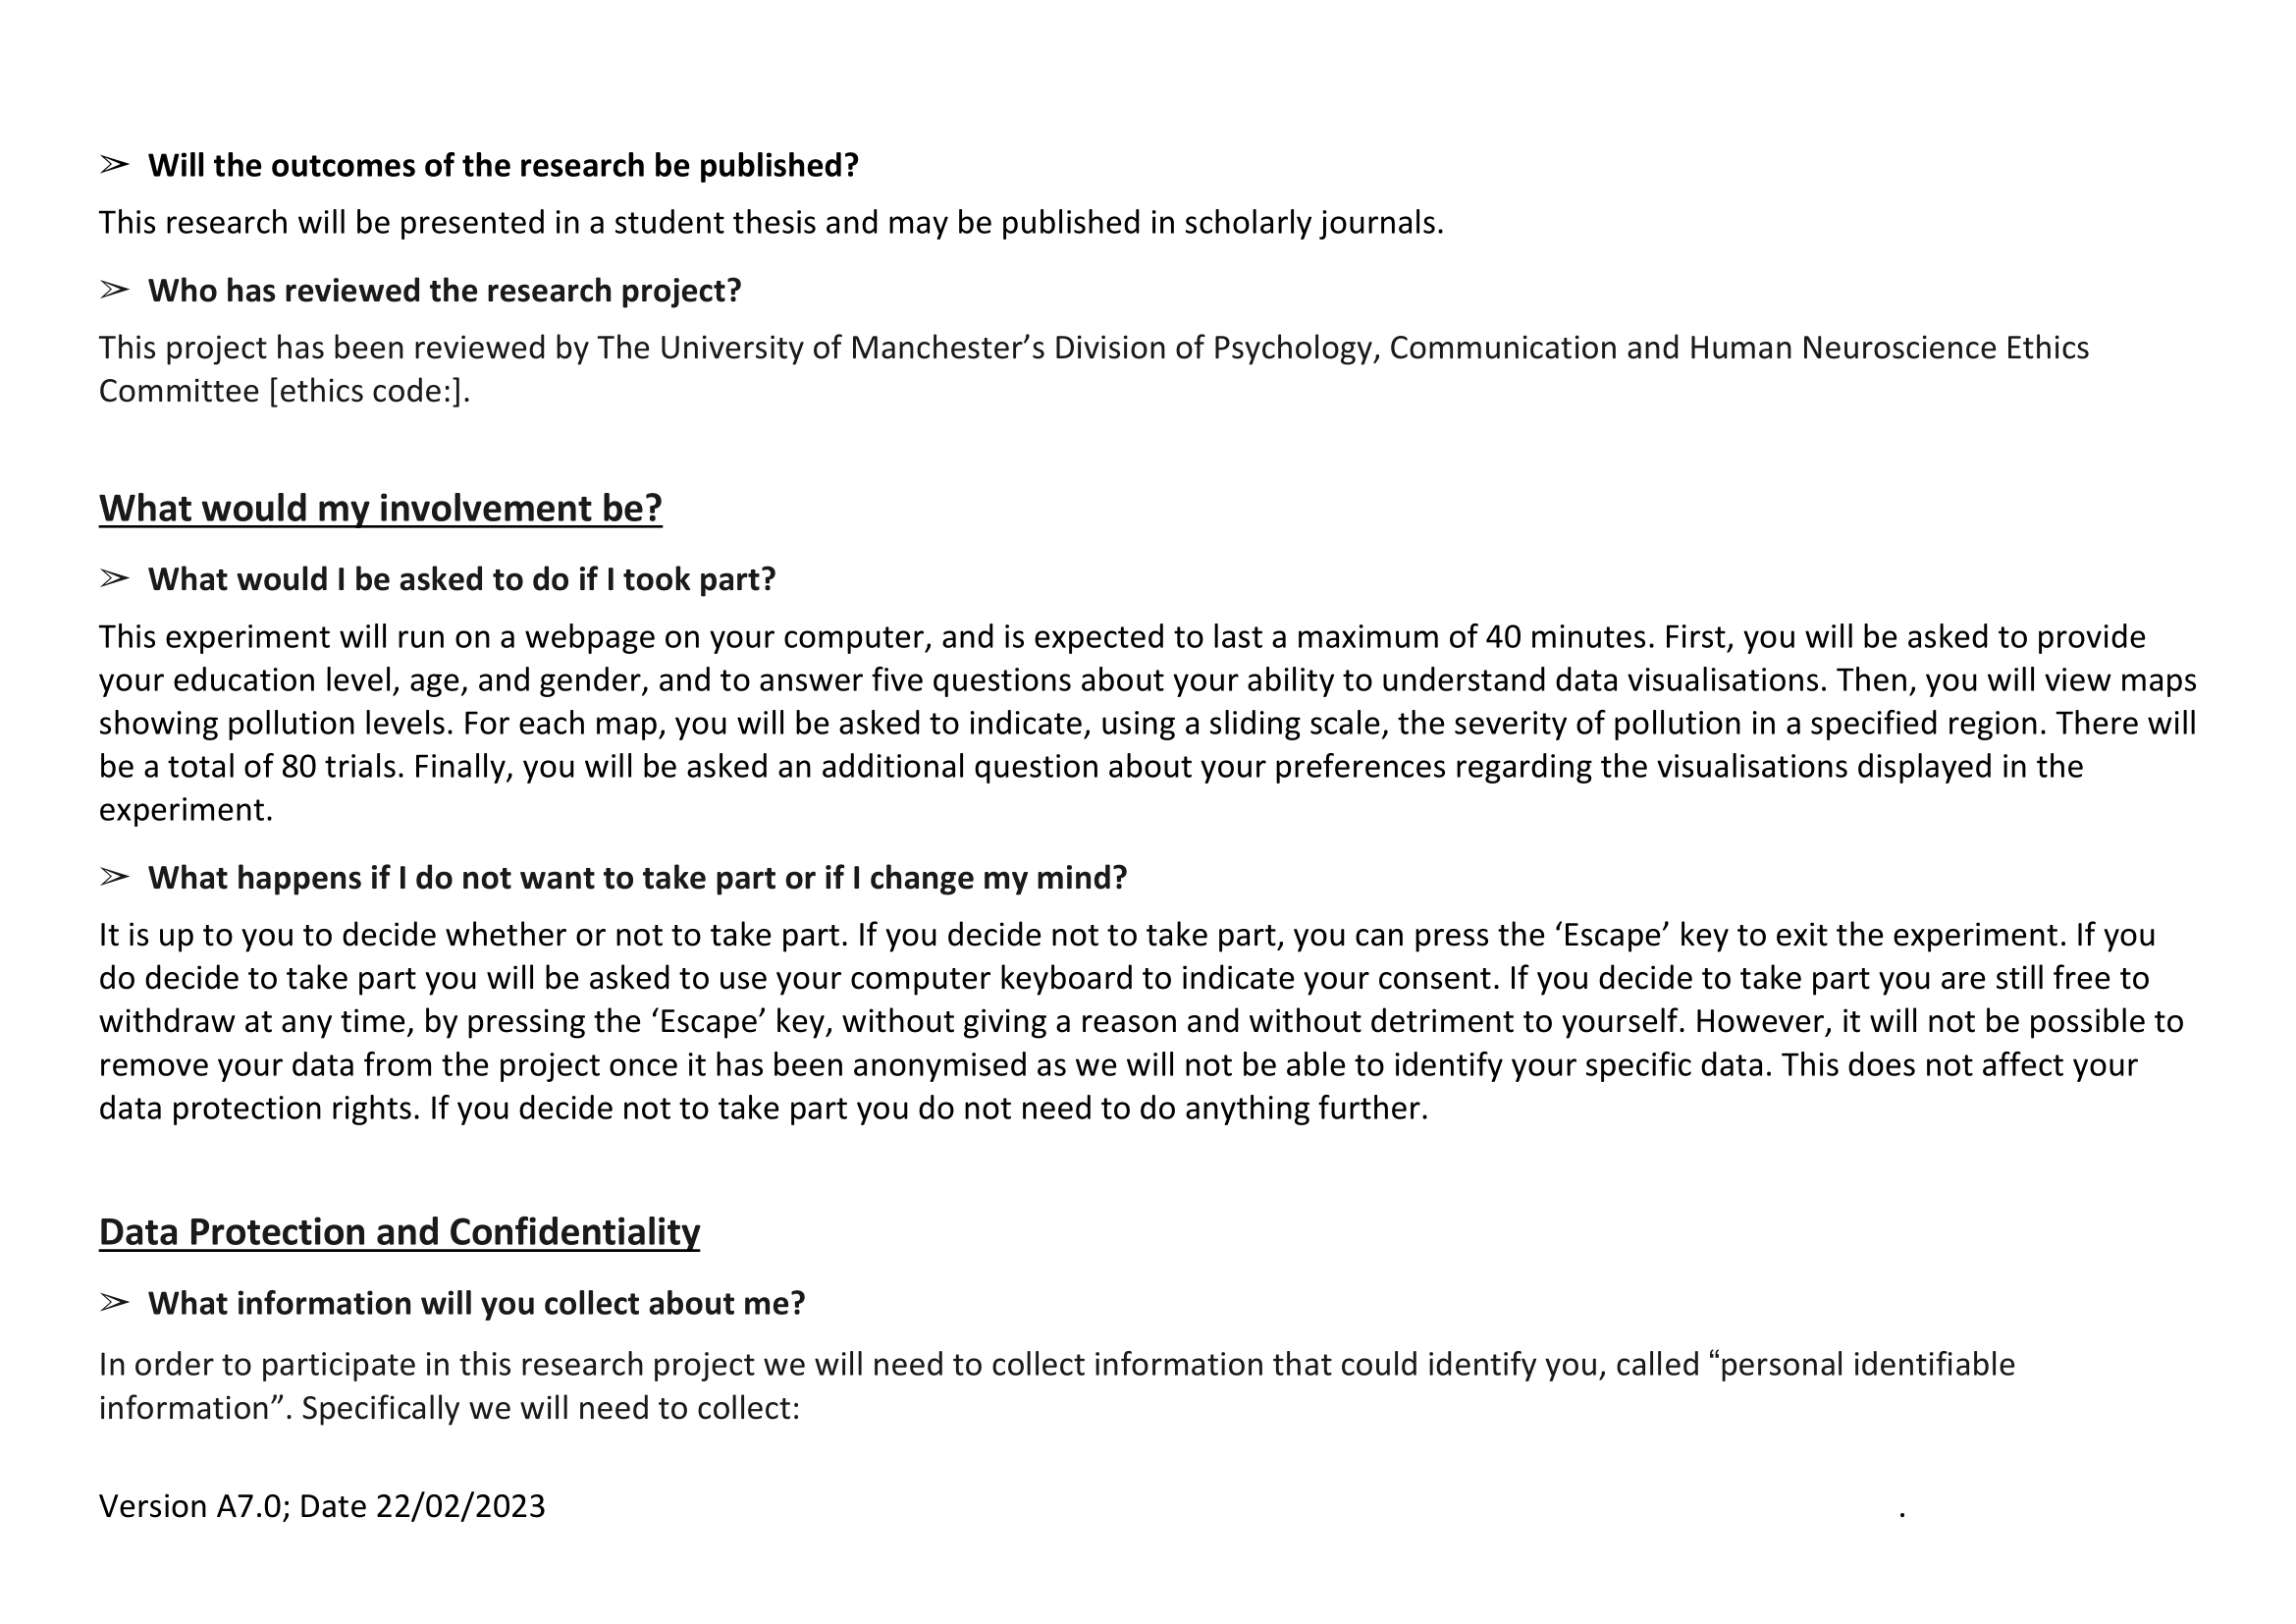 ➢ Will the outcomes of the research be published?
This research will be presented in a student thesis and may be published in scholarly journals.
➢ Who has reviewed the research project?
This project has been reviewed by The University of Manchester’s Division of Psychology, Communication and Human Neuroscience Ethics
Committee [ethics code:].
What would my involvement be?
➢ What would I be asked to do if I took part?
This experiment will run on a webpage on your computer, and is expected to last a maximum of 40 minutes. First, you will be asked to provide
your education level, age, and gender, and to answer five questions about your ability to understand data visualisations. Then, you will view maps
showing pollution levels. For each map, you will be asked to indicate, using a sliding scale, the severity of pollution in a specified region. There will
be a total of 80 trials. Finally, you will be asked an additional question about your preferences regarding the visualisations displayed in the
experiment.
➢ What happens if I do not want to take part or if I change my mind?
It is up to you to decide whether or not to take part. If you decide not to take part, you can press the ‘Escape’ key to exit the experiment. If you
do decide to take part you will be asked to use your computer keyboard to indicate your consent. If you decide to take part you are still free to
withdraw at any time, by pressing the ‘Escape’ key, without giving a reason and without detriment to yourself. However, it will not be possible to
remove your data from the project once it has been anonymised as we will not be able to identify your specific data. This does not affect your
data protection rights. If you decide not to take part you do not need to do anything further.
Data Protection and Confidentiality
➢ What information will you collect about me?
In order to participate in this research project we will need to collect information that could identify you, called “personal identifiable
information”. Specifically we will need to collect:
Version A7.0; Date 22/02/2023 .